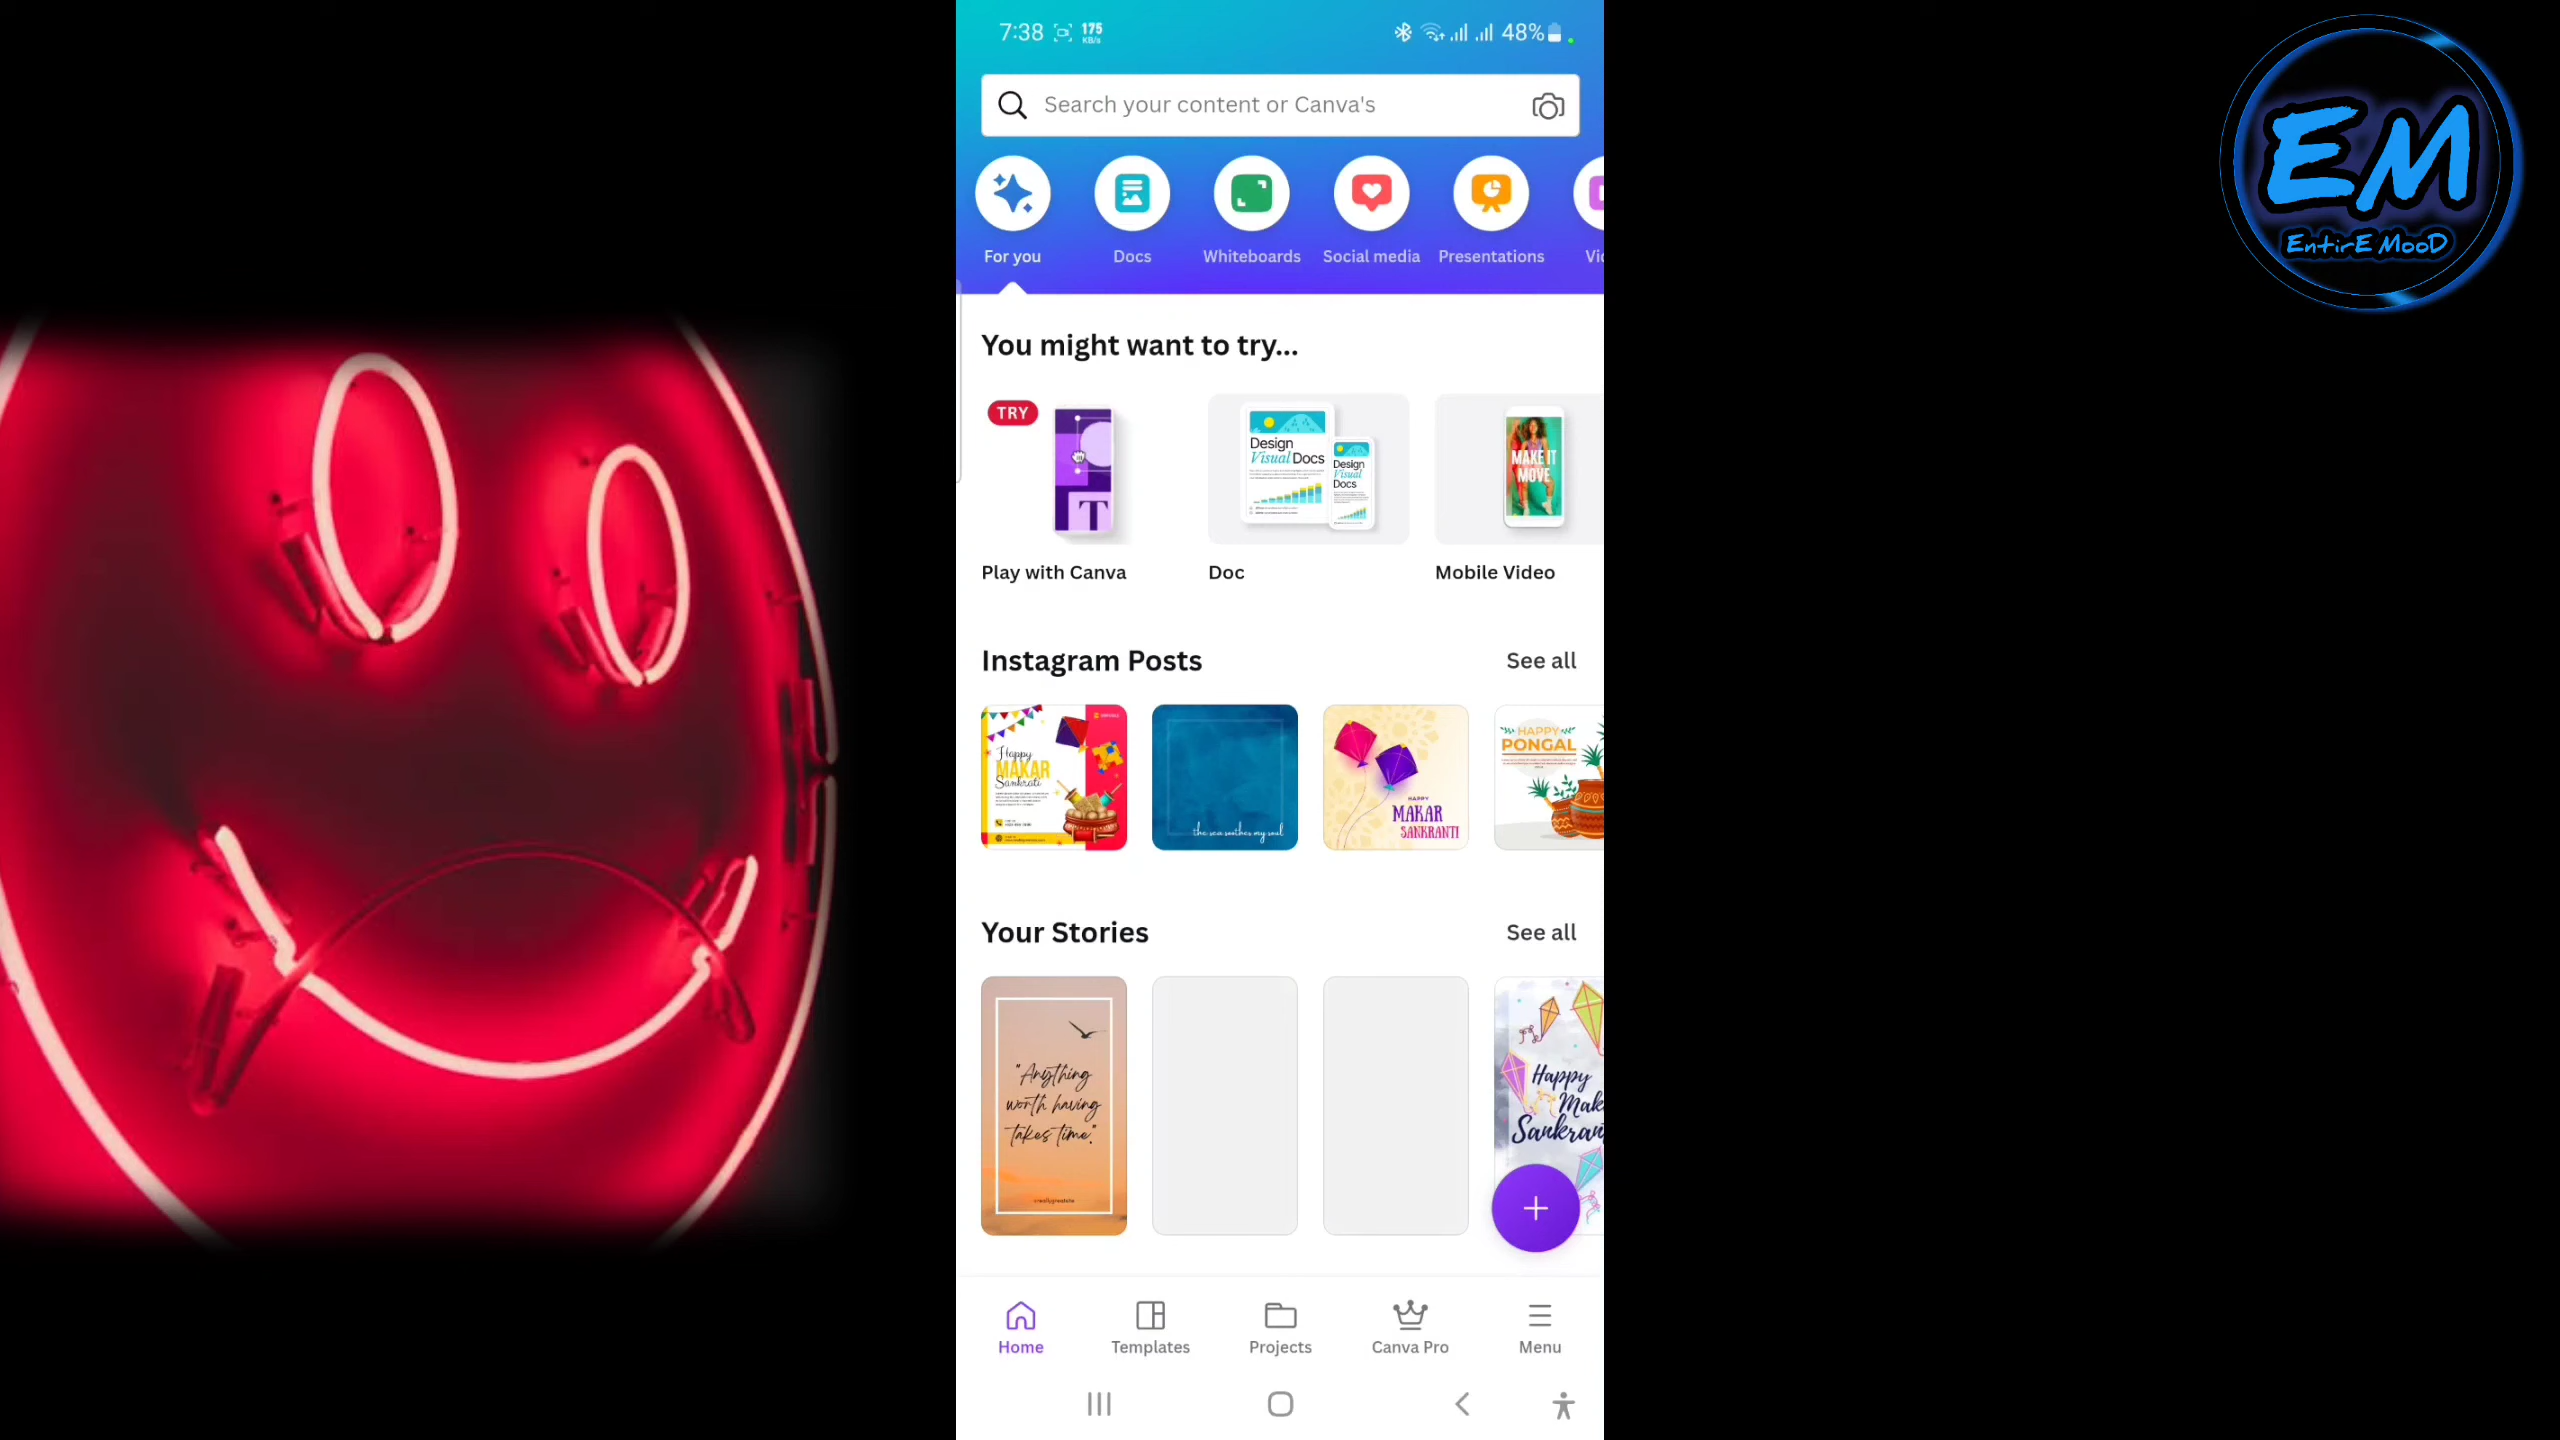 7:38 175 KB/s 48%
EM
EntirE MooD
Search your content or Canva's
For you Docs Whiteboards Social media Presentations
You might want to try...
TRY
Design
Visual Docs
Design
Visual
Docs
MAKE IT
MOVE
Play with Canva Doc Mobile Video
Instagram Posts See all
Happy
MAKAR
Sankrati
the sea soothes my soul
HAPPY
MAKAR
SANKRANTI
HAPPY
PONGAL
Your Stories See all
"Anything
worth having
takes time."
Happy
Mak
Sankran
Home Templates Projects Canva Pro Menu